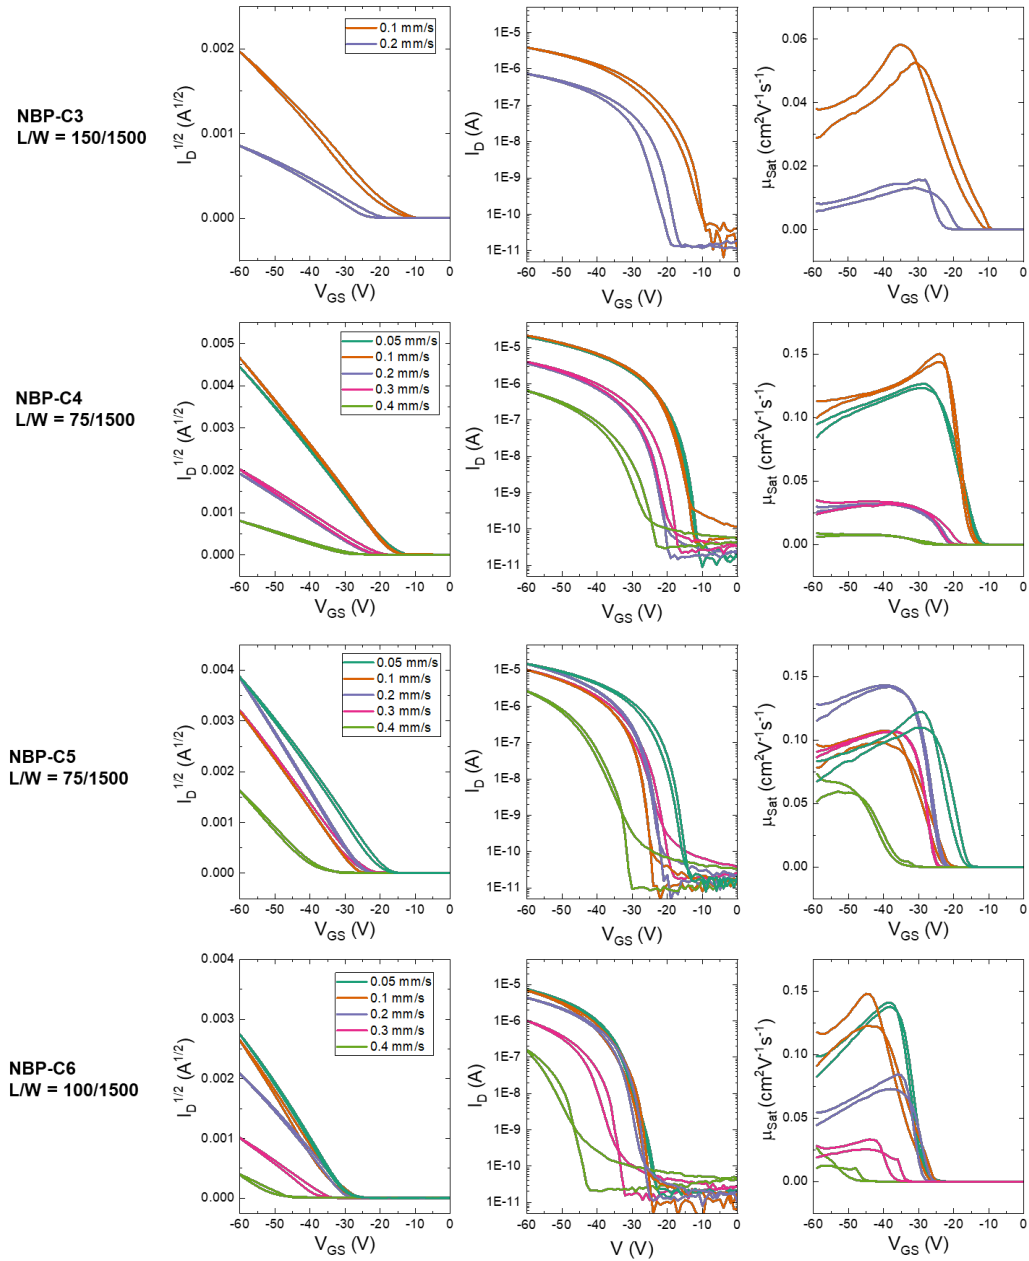 NBP-C3
L/W = 150/1500
I_D^1/2 (A^1/2)
0.002
0.001
0.000
0.1 mm/s
0.2 mm/s
-60 -50 -40 -30 -20 -10 0
V_GS (V)
I_D (A)
1E-5
1E-6
1E-7
1E-8
1E-9
1E-10
1E-11
-60 -50 -40 -30 -20 -10 0
V_GS (V)
μ_Sat (cm²V⁻¹s⁻¹)
0.06
0.04
0.02
0.00
-60 -50 -40 -30 -20 -10 0
V_GS (V)
NBP-C4
L/W = 75/1500
I_D^1/2 (A^1/2)
0.005
0.004
0.003
0.002
0.001
0.000
0.05 mm/s
0.1 mm/s
0.2 mm/s
0.3 mm/s
0.4 mm/s
-60 -50 -40 -30 -20 -10 0
V_GS (V)
I_D (A)
1E-5
1E-6
1E-7
1E-8
1E-9
1E-10
1E-11
-60 -50 -40 -30 -20 -10 0
V_GS (V)
μ_Sat (cm²V⁻¹s⁻¹)
0.15
0.10
0.05
0.00
-60 -50 -40 -30 -20 -10 0
V_GS (V)
NBP-C5
L/W = 75/1500
I_D^1/2 (A^1/2)
0.004
0.003
0.002
0.001
0.000
0.05 mm/s
0.1 mm/s
0.2 mm/s
0.3 mm/s
0.4 mm/s
-60 -50 -40 -30 -20 -10 0
V_GS (V)
I_D (A)
1E-5
1E-6
1E-7
1E-8
1E-9
1E-10
1E-11
-60 -50 -40 -30 -20 -10 0
V_GS (V)
μ_Sat (cm²V⁻¹s⁻¹)
0.15
0.10
0.05
0.00
-60 -50 -40 -30 -20 -10 0
V_GS (V)
NBP-C6
L/W = 100/1500
I_D^1/2 (A^1/2)
0.004
0.003
0.002
0.001
0.000
0.05 mm/s
0.1 mm/s
0.2 mm/s
0.3 mm/s
0.4 mm/s
-60 -50 -40 -30 -20 -10 0
V_GS (V)
I_D (A)
1E-5
1E-6
1E-7
1E-8
1E-9
1E-10
1E-11
-60 -50 -40 -30 -20 -10 0
V (V)
μ_Sat (cm²V⁻¹s⁻¹)
0.15
0.10
0.05
0.00
-60 -50 -40 -30 -20 -10 0
V_GS (V)